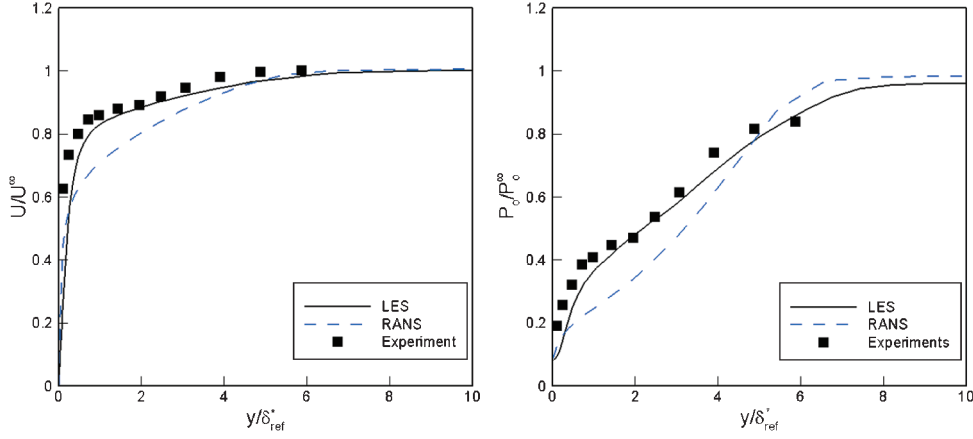 1.2
1
0.8
0.6
0.4
0.2
0
U/U∞
0
2
4
6
8
10
y/δ*ref
LES
RANS
Experiment
1.2
1
0.8
0.6
0.4
0.2
0
Po/Po∞
0
2
4
6
8
10
y/δ*ref
LES
RANS
Experiments